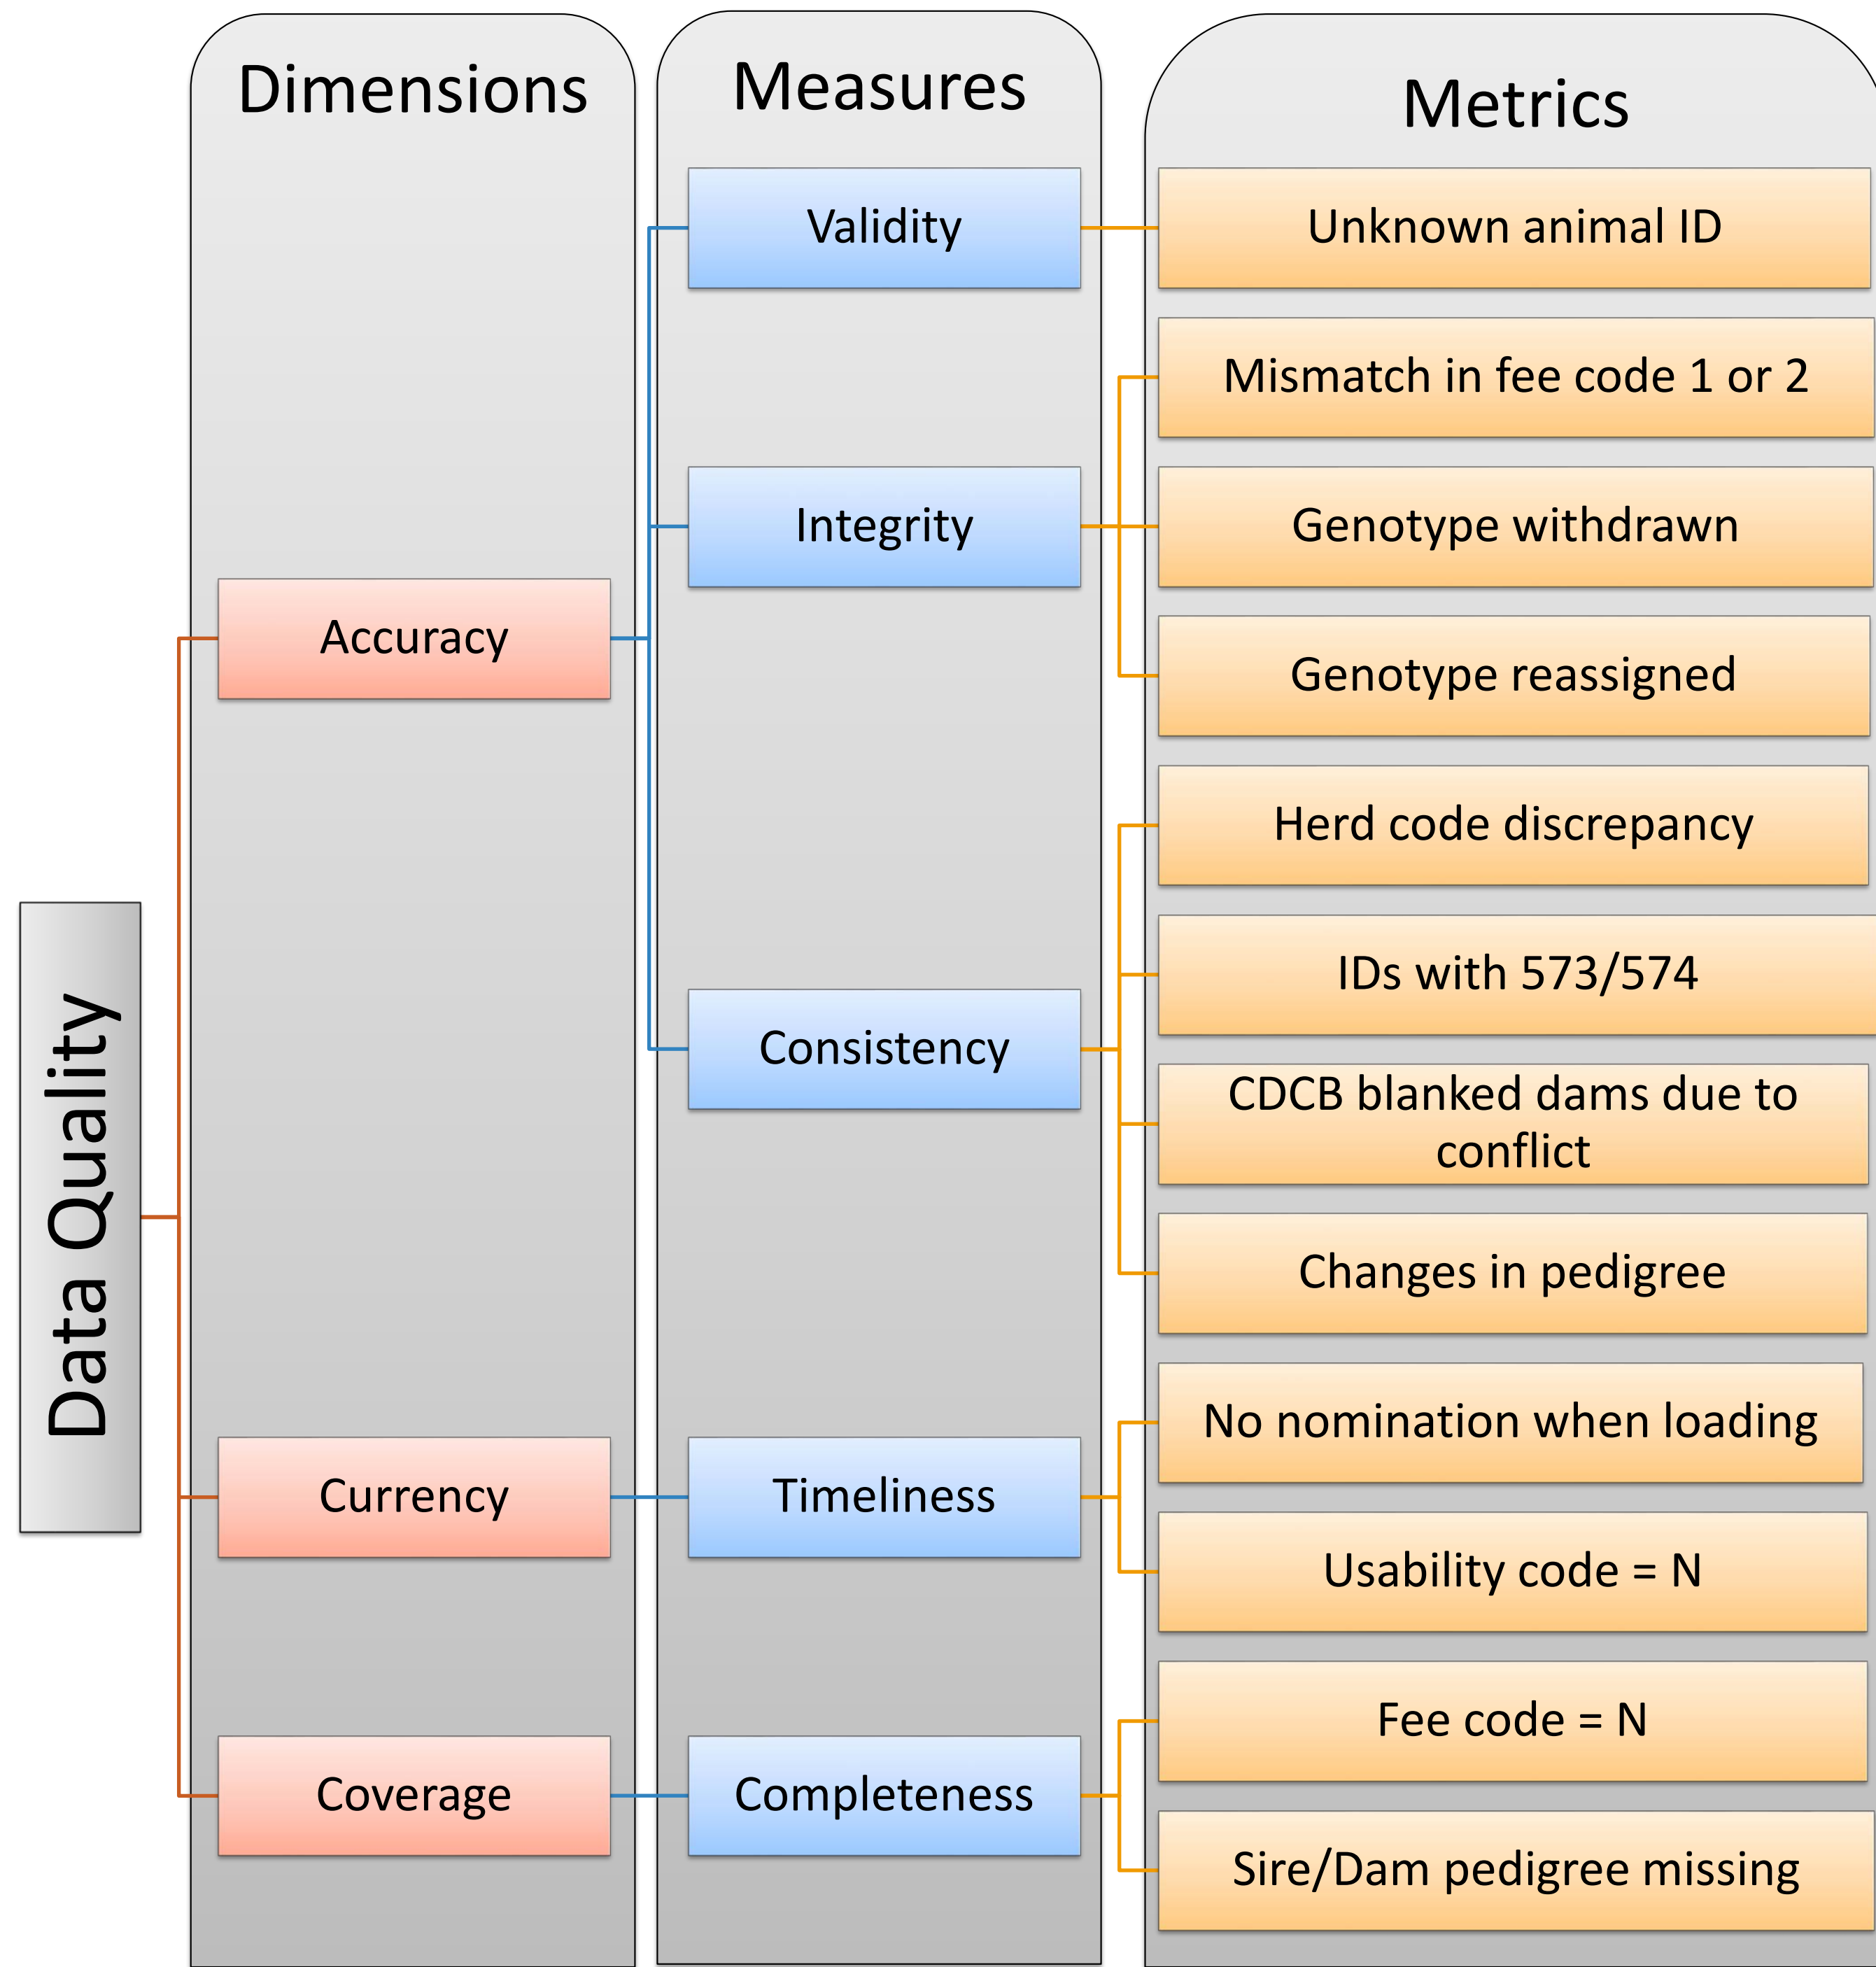 Dimensions
Measures
Metrics
Data Quality
Accuracy
Currency
Coverage
Validity
Integrity
Consistency
Timeliness
Completeness
Unknown animal ID
Mismatch in fee code 1 or 2
Genotype withdrawn
Genotype reassigned
Herd code discrepancy
IDs with 573/574
CDCB blanked dams due to
conflict
Changes in pedigree
No nomination when loading
Usability code = N
Fee code = N
Sire/Dam pedigree missing